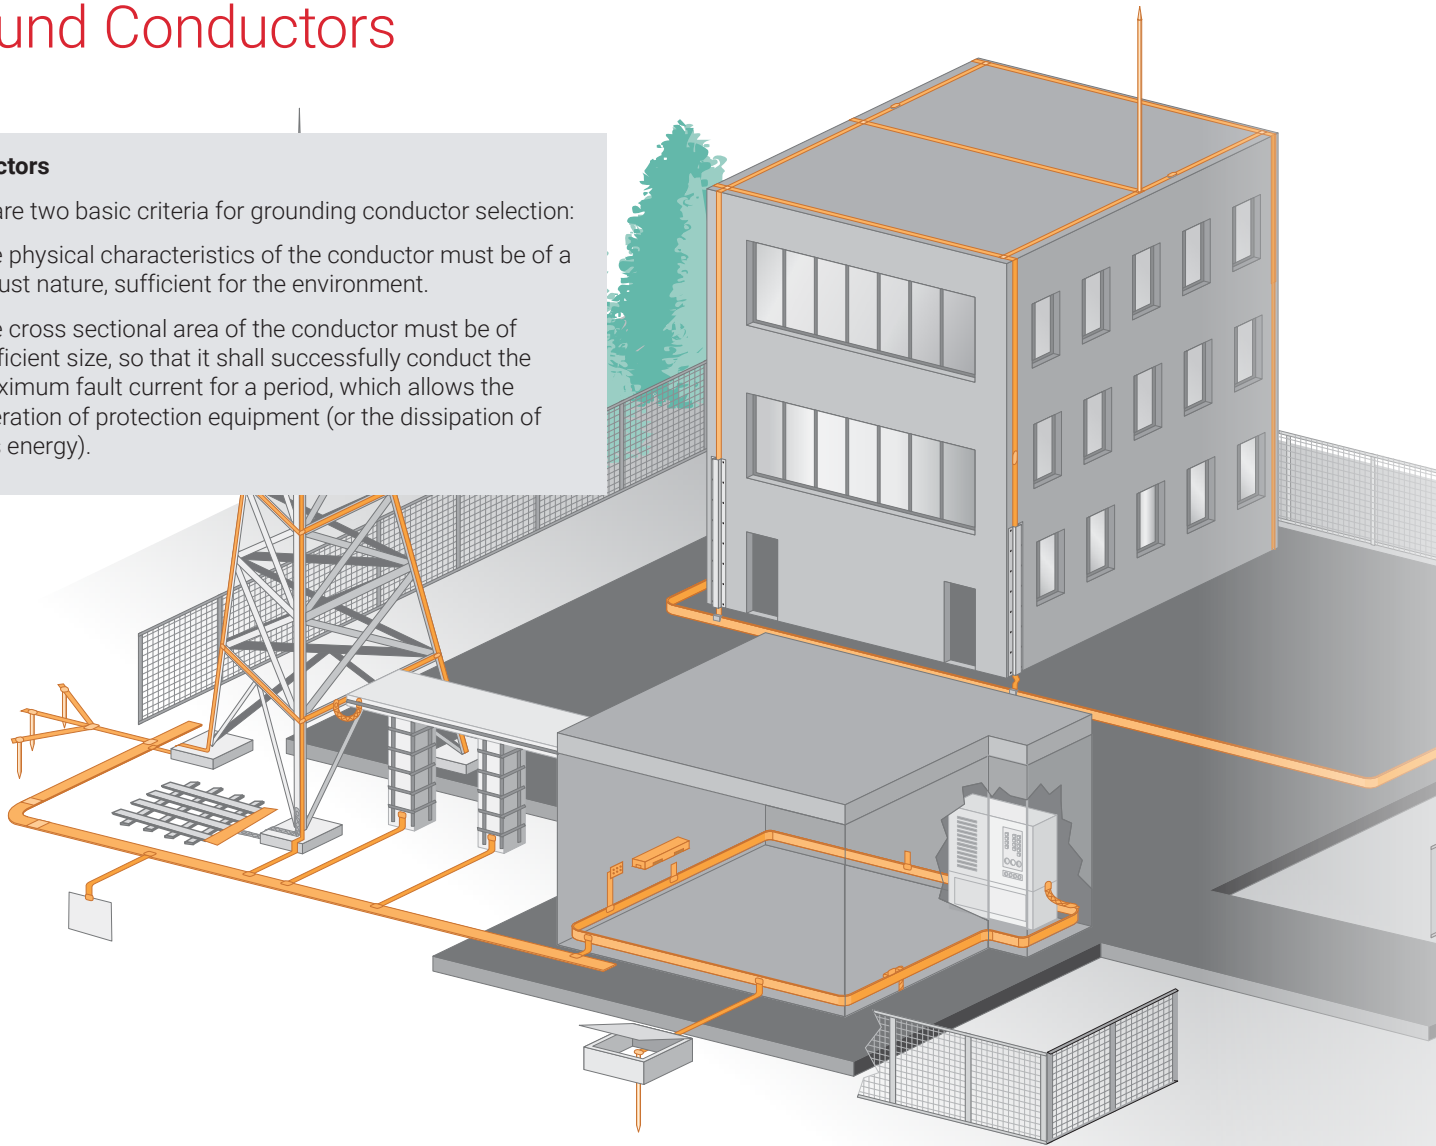 und Conductors
ctors
are two basic criteria for grounding conductor selection:
e physical characteristics of the conductor must be of a
ust nature, sufficient for the environment.
e cross sectional area of the conductor must be of
ficient size, so that it shall successfully conduct the
ximum fault current for a period, which allows the
eration of protection equipment (or the dissipation of
s energy).